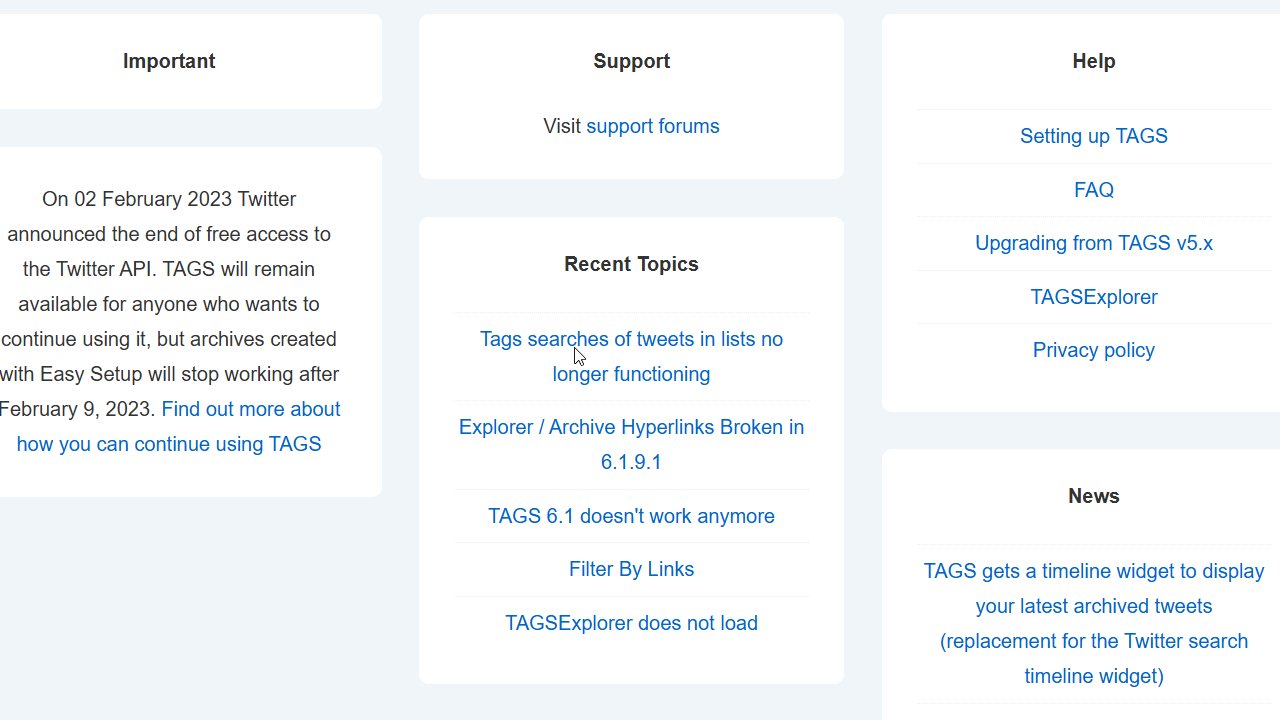 Important
On 02 February 2023 Twitter
announced the end of free access to
the Twitter API. TAGS will remain
available for anyone who wants to
continue using it, but archives created
with Easy Setup will stop working after
February 9, 2023. Find out more about
how you can continue using TAGS
Support
Visit support forums
Recent Topics
Tags searches of tweets in lists no
longer functioning
Explorer / Archive Hyperlinks Broken in
6.1.9.1
TAGS 6.1 doesn't work anymore
Filter By Links
TAGSExplorer does not load
Help
Setting up TAGS
FAQ
Upgrading from TAGS v5.x
TAGSExplorer
Privacy policy
News
TAGS gets a timeline widget to display
your latest archived tweets
(replacement for the Twitter search
timeline widget)